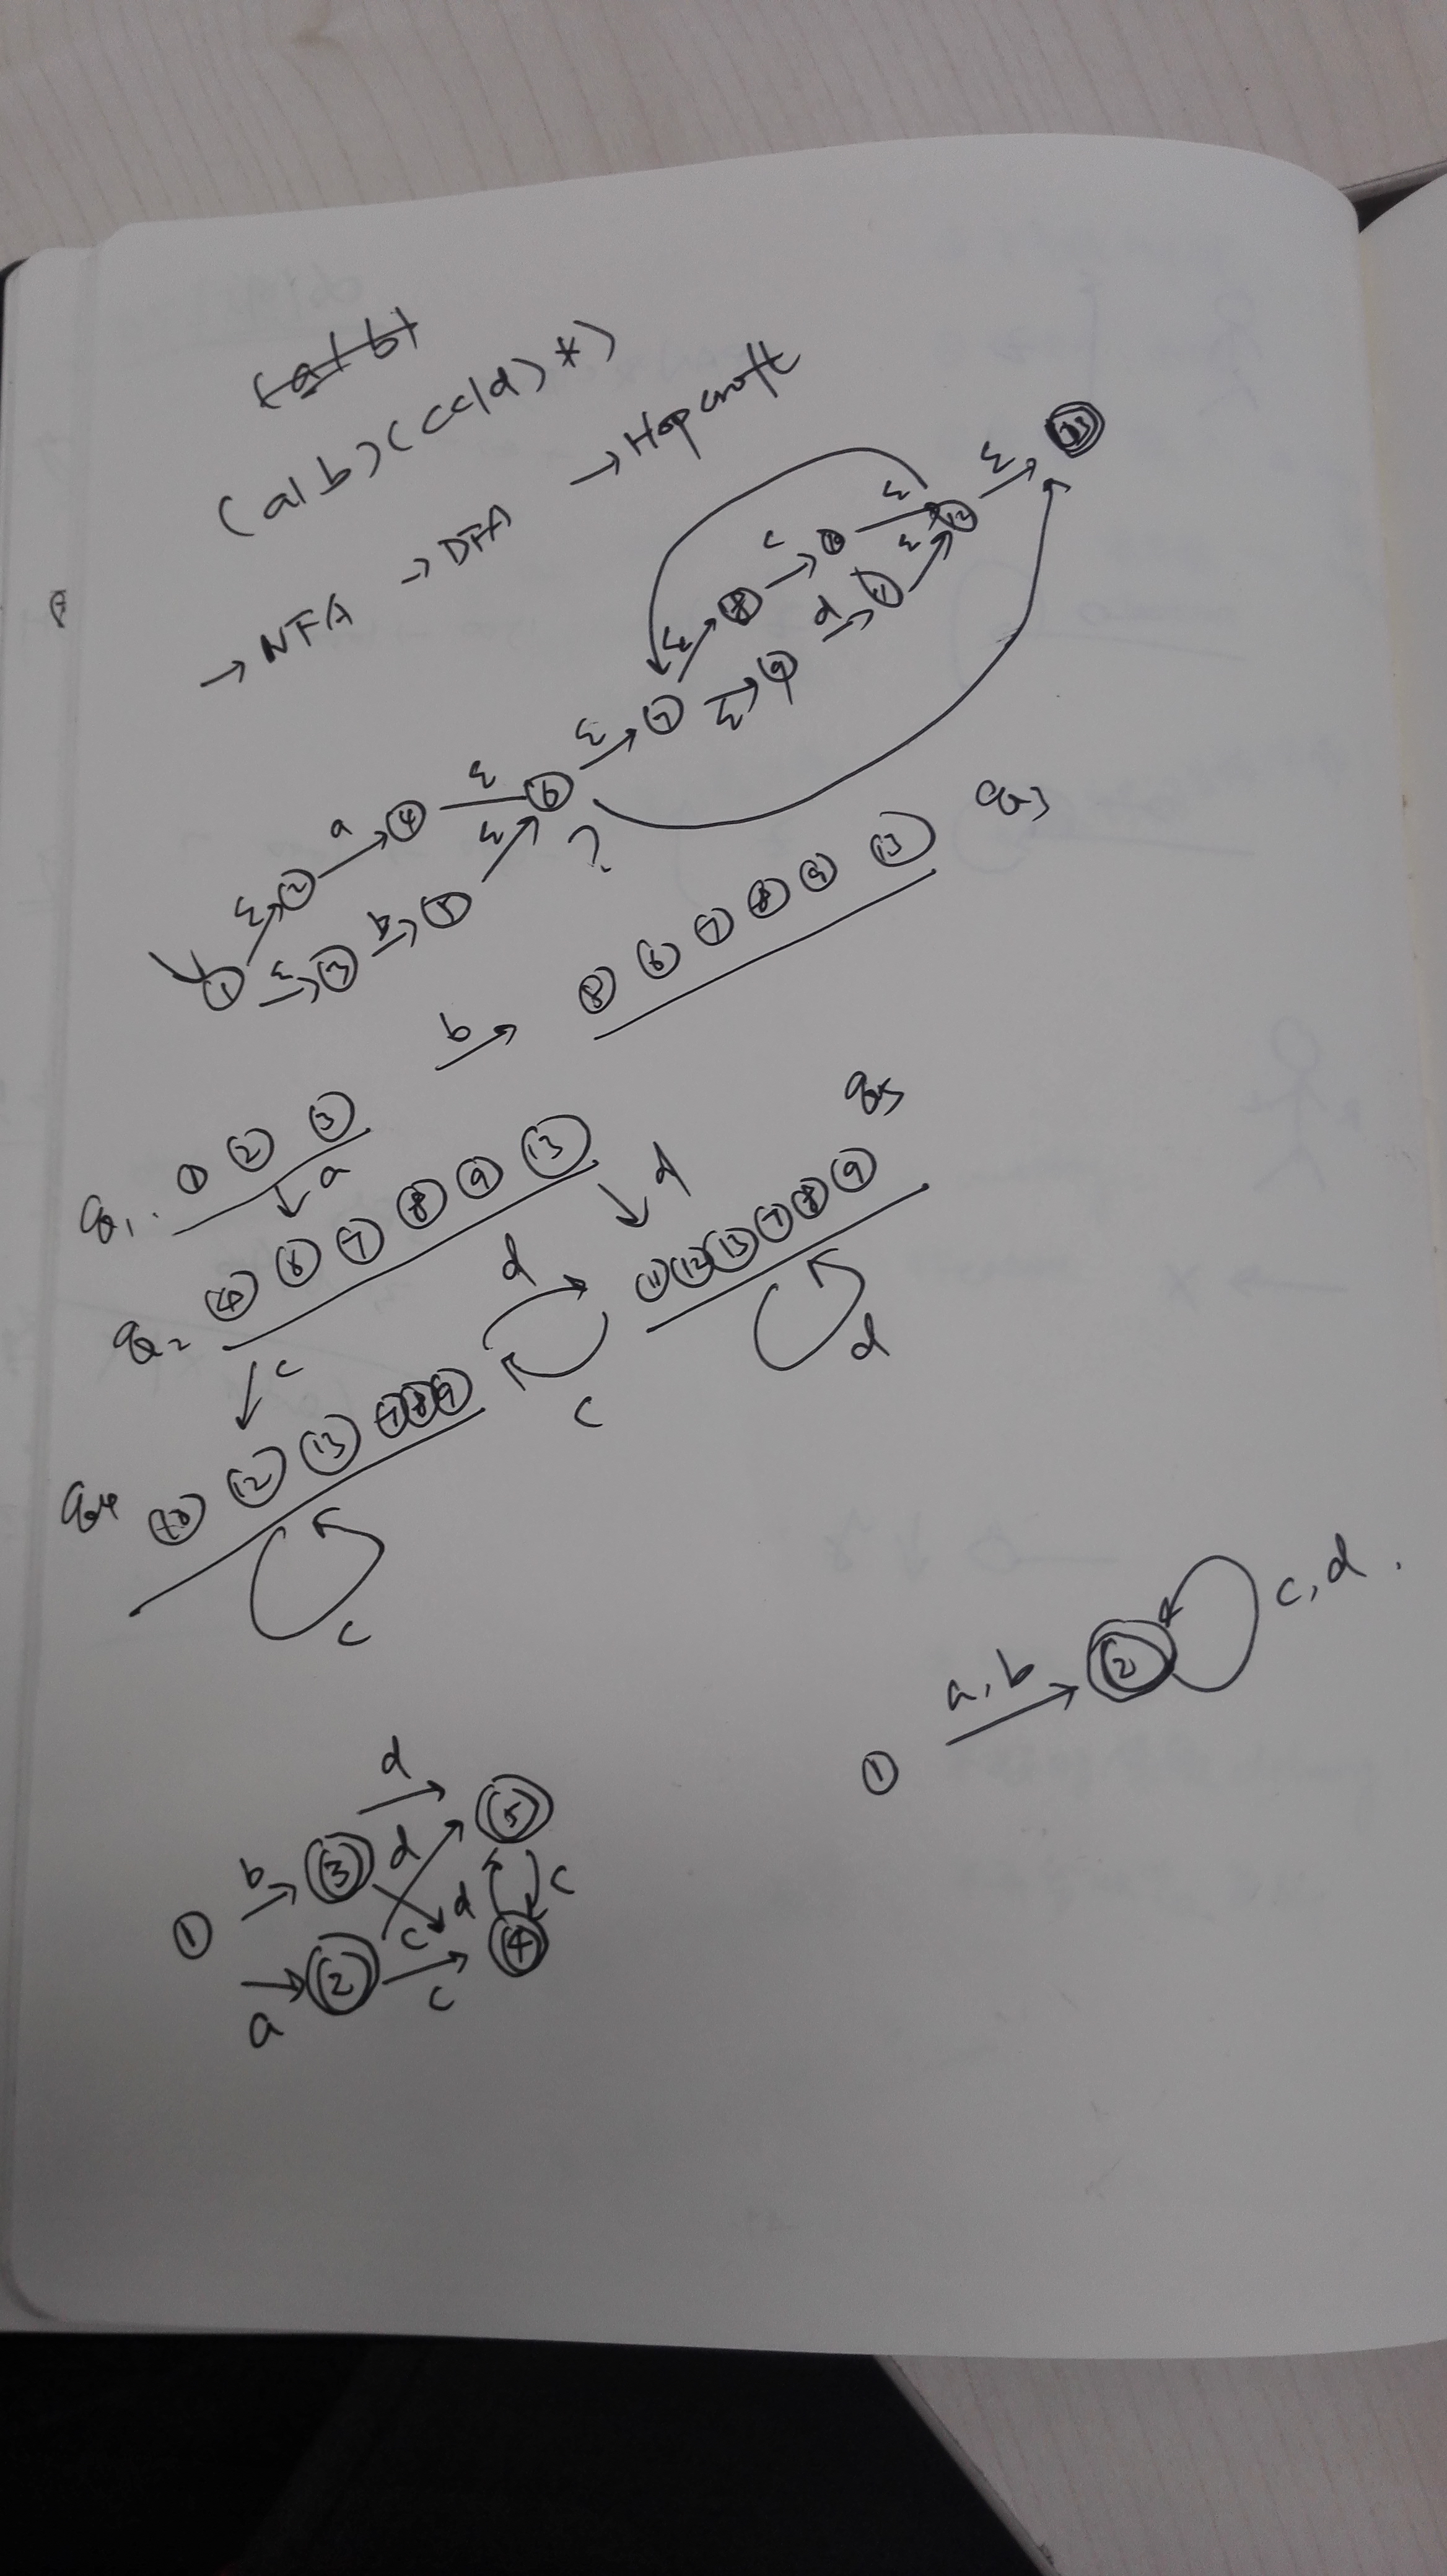 (a|b)
(a|b)((c|d)*)
→ NFA → DFA → Hopcroft
ε ε
c ε 13
ε 8 10 12
d ε
ε 7 ε 9 11
a ε
ε 2 4 6
b ε ?
1 ε 3 5
b → 5 6 7 8 9 13 q3
q1. 1 2 3
↓ a
q2 4 6 7 8 9 13
↓ d
q5
11 12 13 7 8 9
d
c
d
↓ c
q4 10 12 13 7 8 9
c
1 a, b 2 c, d .
d
b 3 d 5
1 c d c
a 2 c 4